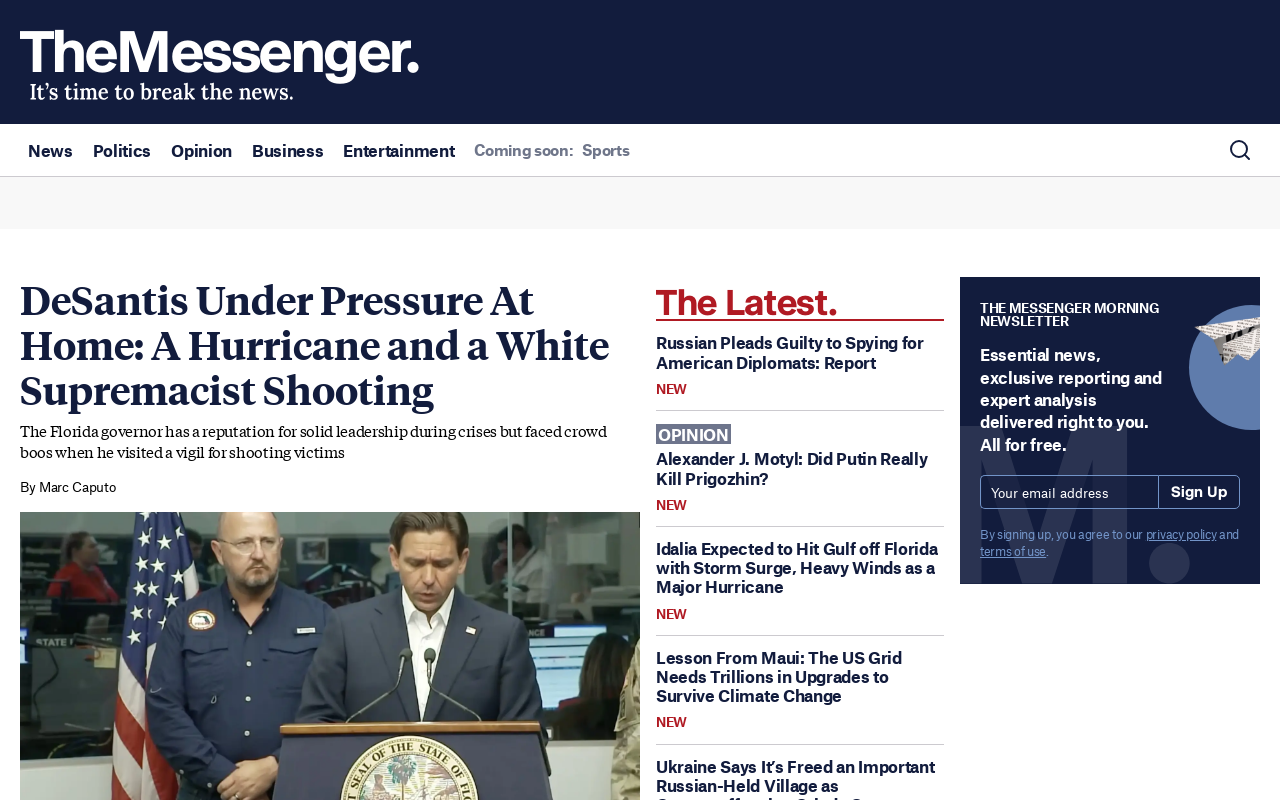 TheMessenger.
It's time to break the news.
News Politics Opinion Business Entertainment Coming soon: Sports
DeSantis Under Pressure At
Home: A Hurricane and a White
Supremacist Shooting
The Florida governor has a reputation for solid leadership during crises but faced crowd
boos when he visited a vigil for shooting victims
By Marc Caputo
STATE
THE STATE OF
The Latest.
Russian Pleads Guilty to Spying for
American Diplomats: Report
NEW
OPINION
Alexander J. Motyl: Did Putin Really
Kill Prigozhin?
NEW
Idalia Expected to Hit Gulf off Florida
with Storm Surge, Heavy Winds as a
Major Hurricane
NEW
Lesson From Maui: The US Grid
Needs Trillions in Upgrades to
Survive Climate Change
NEW
Ukraine Says It's Freed an Important
Russian-Held Village as
THE MESSENGER MORNING
NEWSLETTER
Essential news,
exclusive reporting and
expert analysis
delivered right to you.
All for free.
M.
Your email address Sign Up
By signing up, you agree to our privacy policy and
terms of use.